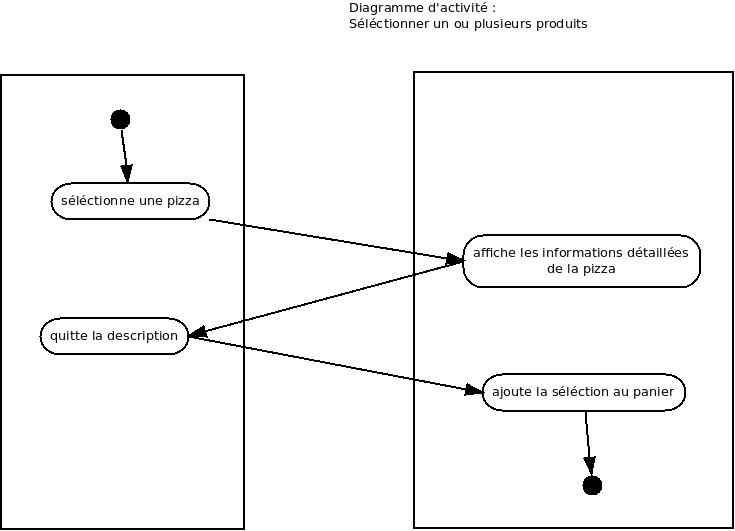 Diagramme d'activité :
Séléctionner un ou plusieurs produits
séléctionne une pizza
affiche les informations détaillées
de la pizza
quitte la description
ajoute la séléction au panier